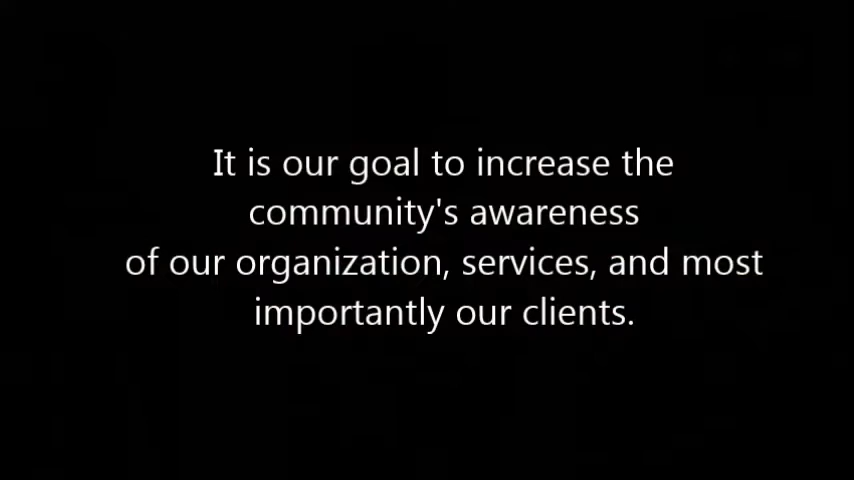 It is our goal to increase the
community's awareness
of our organization, services, and most
importantly our clients.